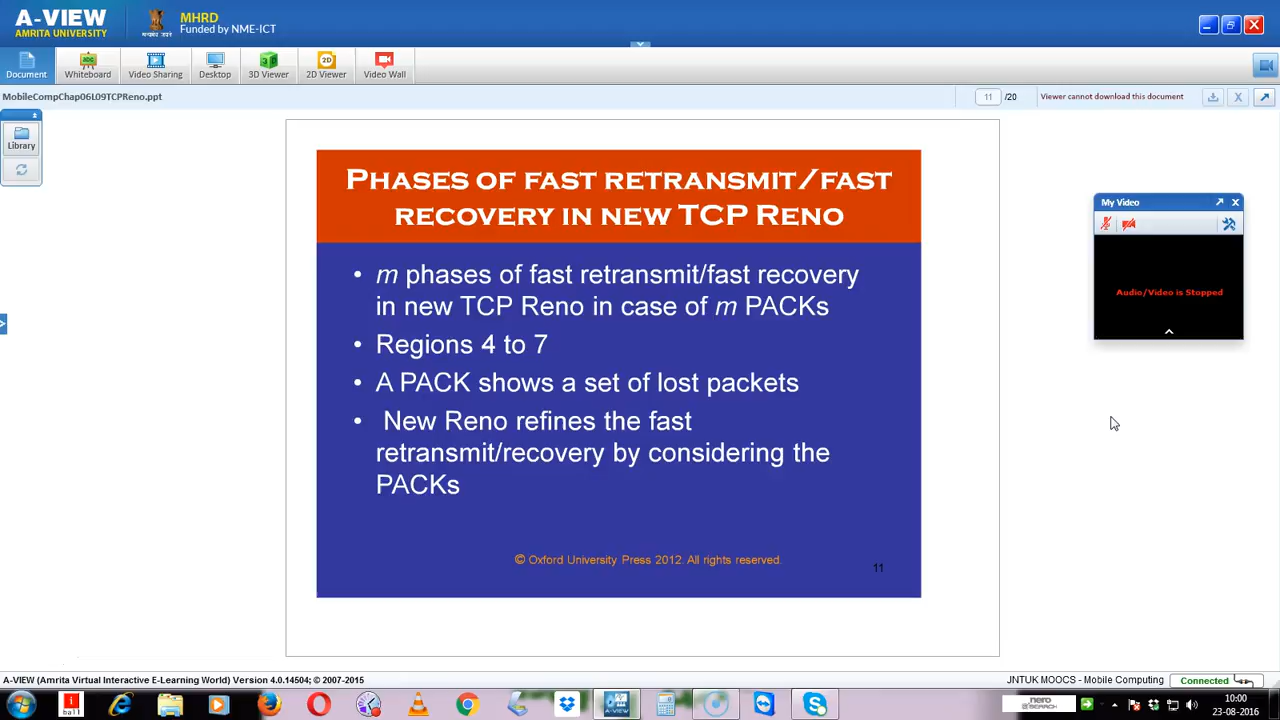 A-VIEW
AMRITA UNIVERSITY
MHRD
Funded by NME-ICT
Document
Whiteboard
Video Sharing
Desktop
3D Viewer
2D Viewer
Video Wall
MobileCompChap06L09TCPReno.ppt
11 /20
Viewer cannot download this document
Library
PHASES OF FAST RETRANSMIT/FAST
RECOVERY IN NEW TCP RENO
• m phases of fast retransmit/fast recovery
in new TCP Reno in case of m PACKs
• Regions 4 to 7
• A PACK shows a set of lost packets
• New Reno refines the fast
retransmit/recovery by considering the
PACKs
© Oxford University Press 2012. All rights reserved.
11
My Video
Audio/Video is Stopped
A-VIEW (Amrita Virtual Interactive E-Learning World) Version 4.0.14504; © 2007-2015
JNTUK MOOCS - Mobile Computing
Connected
nero
SEARCH
10:00
23-08-2016